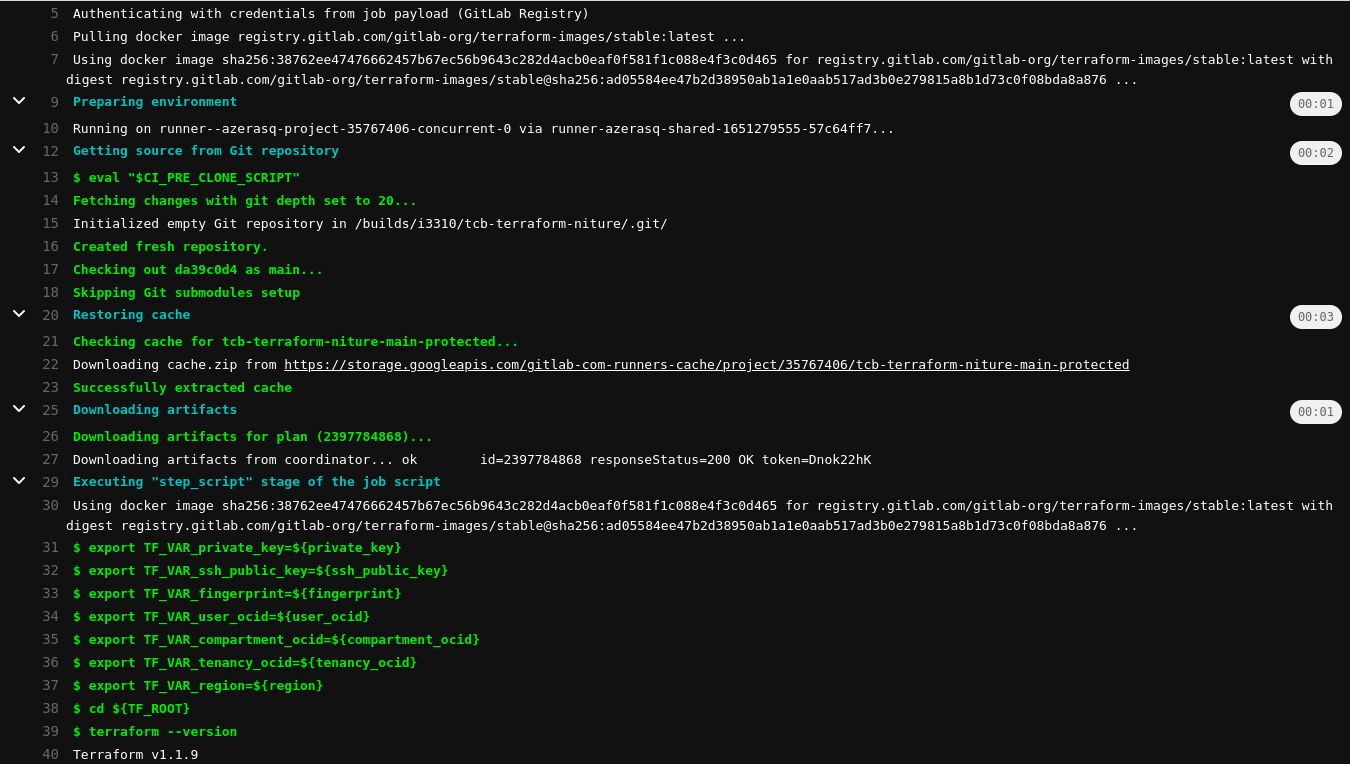 5 Authenticating with credentials from job payload (GitLab Registry)
6 Pulling docker image registry.gitlab.com/gitlab-org/terraform-images/stable:latest ...
7 Using docker image sha256:38762ee47476662457b67ec56b9643c282d4acb0eaf0f581f1c088e4f3c0d465 for registry.gitlab.com/gitlab-org/terraform-images/stable:latest with
digest registry.gitlab.com/gitlab-org/terraform-images/stable@sha256:ad05584ee47b2d38950ab1a1e0aab517ad3b0e279815a8b1d73c0f08bda8a876 ...
9 Preparing environment 00:01
10 Running on runner--azerasq-project-35767406-concurrent-0 via runner-azerasq-shared-1651279555-57c64ff7...
12 Getting source from Git repository 00:02
13 $ eval "$CI_PRE_CLONE_SCRIPT"
14 Fetching changes with git depth set to 20...
15 Initialized empty Git repository in /builds/i3310/tcb-terraform-niture/.git/
16 Created fresh repository.
17 Checking out da39c0d4 as main...
18 Skipping Git submodules setup
20 Restoring cache 00:03
21 Checking cache for tcb-terraform-niture-main-protected...
22 Downloading cache.zip from https://storage.googleapis.com/gitlab-com-runners-cache/project/35767406/tcb-terraform-niture-main-protected
23 Successfully extracted cache
25 Downloading artifacts 00:01
26 Downloading artifacts for plan (2397784868)...
27 Downloading artifacts from coordinator... ok id=2397784868 responseStatus=200 OK token=Dnok22hK
29 Executing "step_script" stage of the job script
30 Using docker image sha256:38762ee47476662457b67ec56b9643c282d4acb0eaf0f581f1c088e4f3c0d465 for registry.gitlab.com/gitlab-org/terraform-images/stable:latest with
digest registry.gitlab.com/gitlab-org/terraform-images/stable@sha256:ad05584ee47b2d38950ab1a1e0aab517ad3b0e279815a8b1d73c0f08bda8a876 ...
31 $ export TF_VAR_private_key=${private_key}
32 $ export TF_VAR_ssh_public_key=${ssh_public_key}
33 $ export TF_VAR_fingerprint=${fingerprint}
34 $ export TF_VAR_user_ocid=${user_ocid}
35 $ export TF_VAR_compartment_ocid=${compartment_ocid}
36 $ export TF_VAR_tenancy_ocid=${tenancy_ocid}
37 $ export TF_VAR_region=${region}
38 $ cd ${TF_ROOT}
39 $ terraform --version
40 Terraform v1.1.9